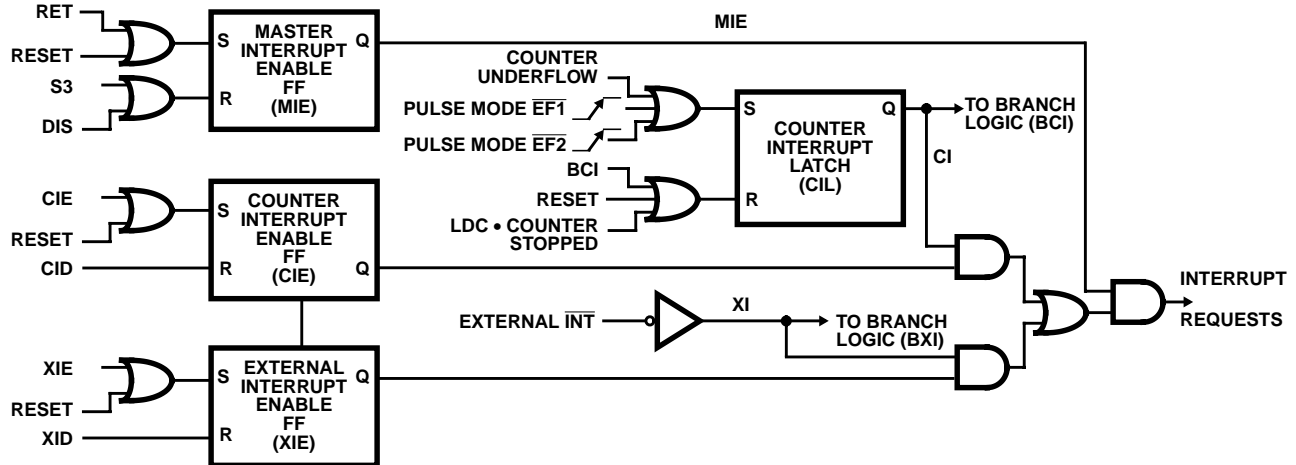 RET
RESET
S3
DIS
S
R
Q
MASTER
INTERRUPT
ENABLE
FF
(MIE)
MIE
COUNTER
UNDERFLOW
PULSE MODE EF1
PULSE MODE EF2
BCI
RESET
LDC • COUNTER
STOPPED
S
R
Q
COUNTER
INTERRUPT
LATCH
(CIL)
TO BRANCH
LOGIC (BCI)
CI
CIE
RESET
CID
S
R
Q
COUNTER
INTERRUPT
ENABLE
FF
(CIE)
EXTERNAL INT
XI
TO BRANCH
LOGIC (BXI)
INTERRUPT
REQUESTS
XIE
RESET
XID
S
R
Q
EXTERNAL
INTERRUPT
ENABLE
FF
(XIE)